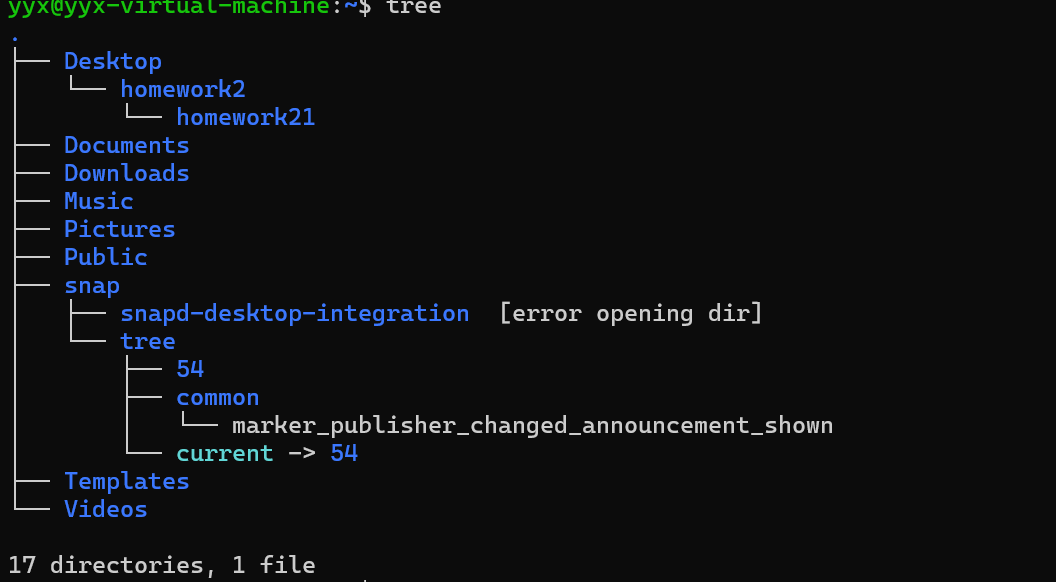 yyx@yyx-virtual-machine:~$ tree
.
├── Desktop
│   └── homework2
│       └── homework21
├── Documents
├── Downloads
├── Music
├── Pictures
├── Public
├── snap
│   ├── snapd-desktop-integration  [error opening dir]
│   └── tree
│       ├── 54
│       ├── common
│       │   └── marker_publisher_changed_announcement_shown
│       └── current -> 54
├── Templates
└── Videos

17 directories, 1 file